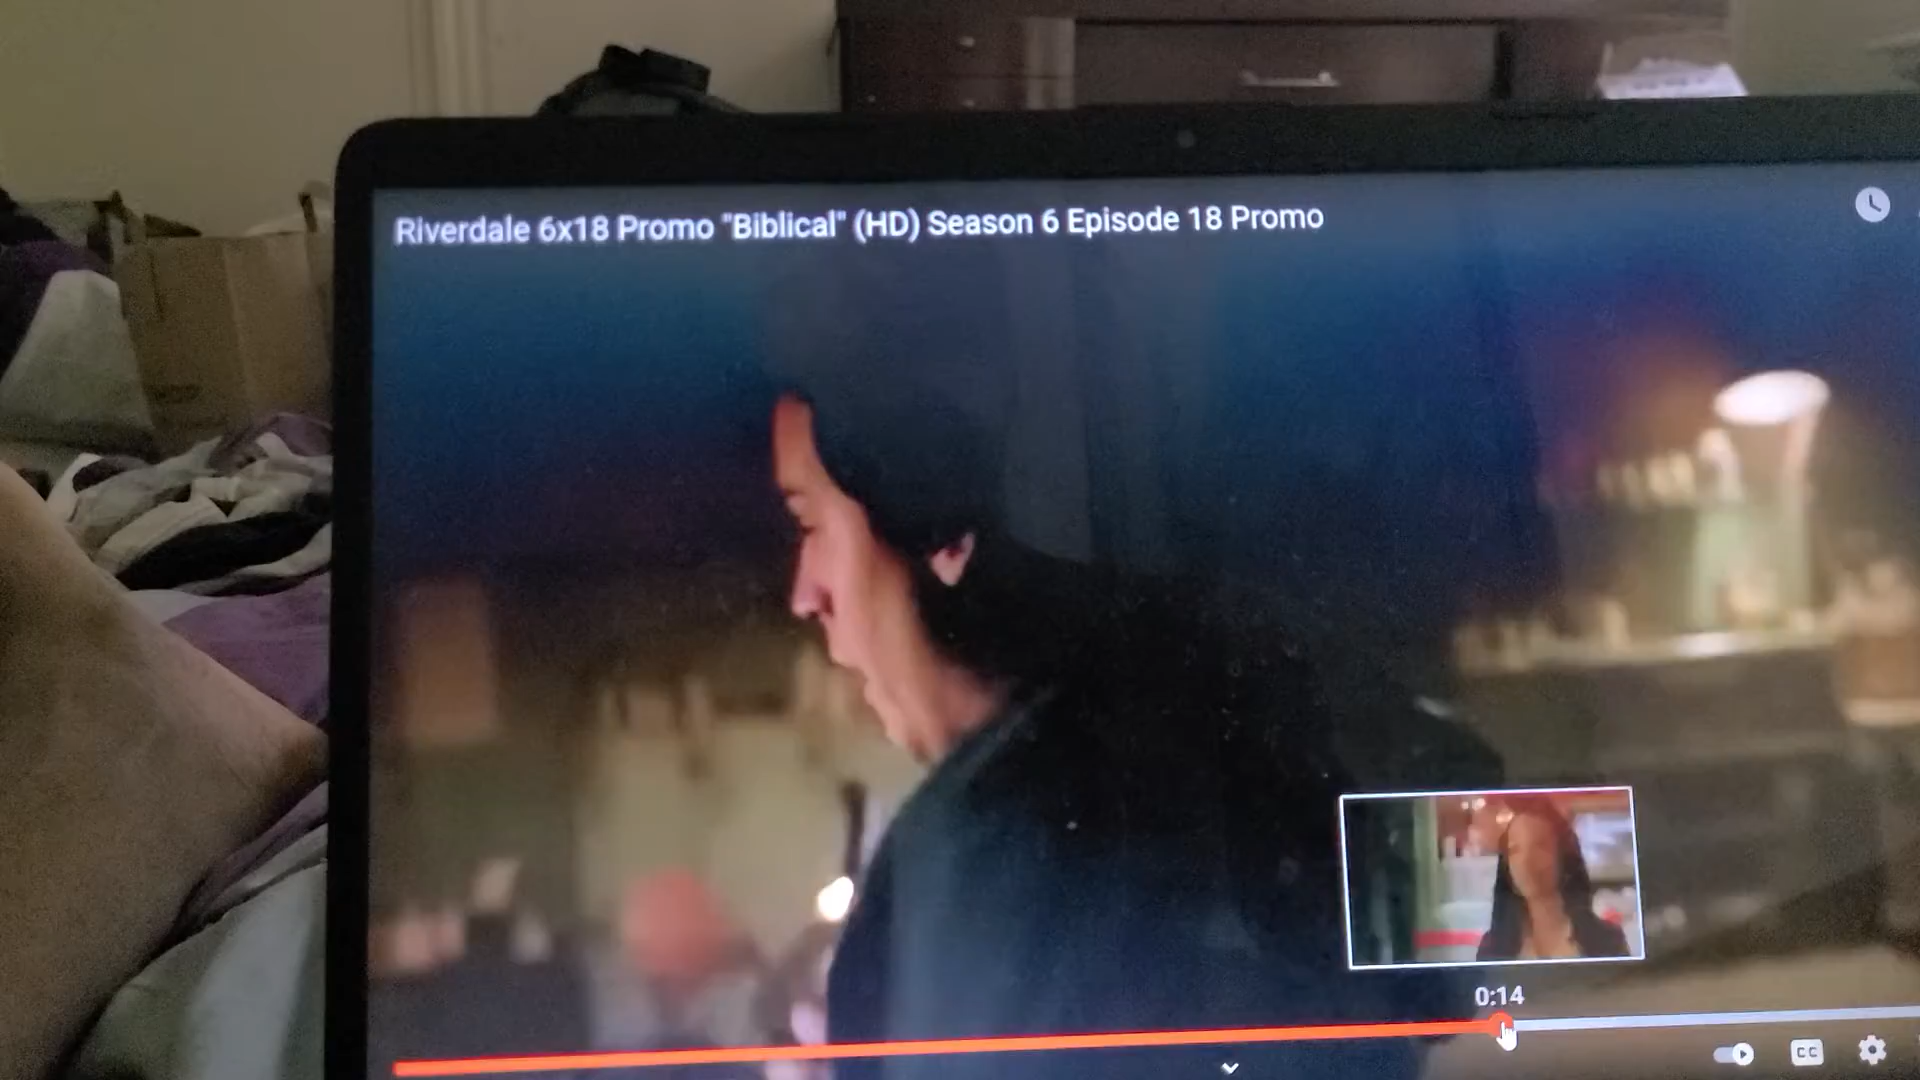 Riverdale 6x18 Promo "Biblical" (HD) Season 6 Episode 18 Promo
0:14
CC